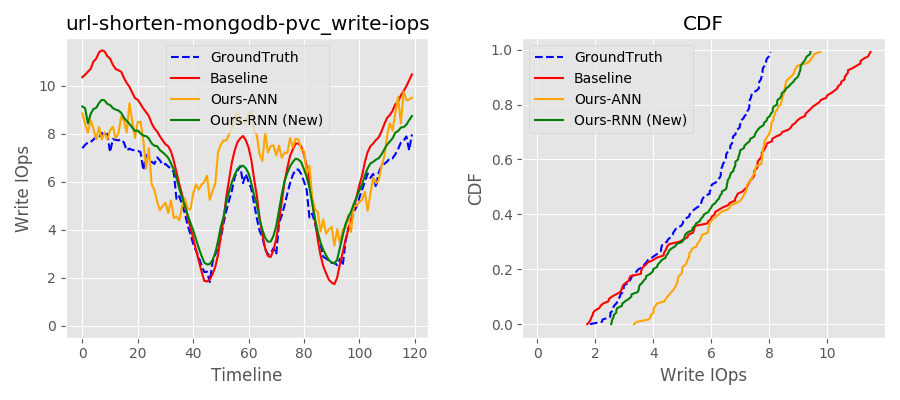 url-shorten-mongodb-pvc_write-iops
GroundTruth
Baseline
Ours-ANN
Ours-RNN (New)
Write IOps
10
8
6
4
2
0
0 20 40 60 80 100 120
Timeline
CDF
GroundTruth
Baseline
Ours-ANN
Ours-RNN (New)
CDF
1.0
0.8
0.6
0.4
0.2
0.0
0 2 4 6 8 10
Write IOps